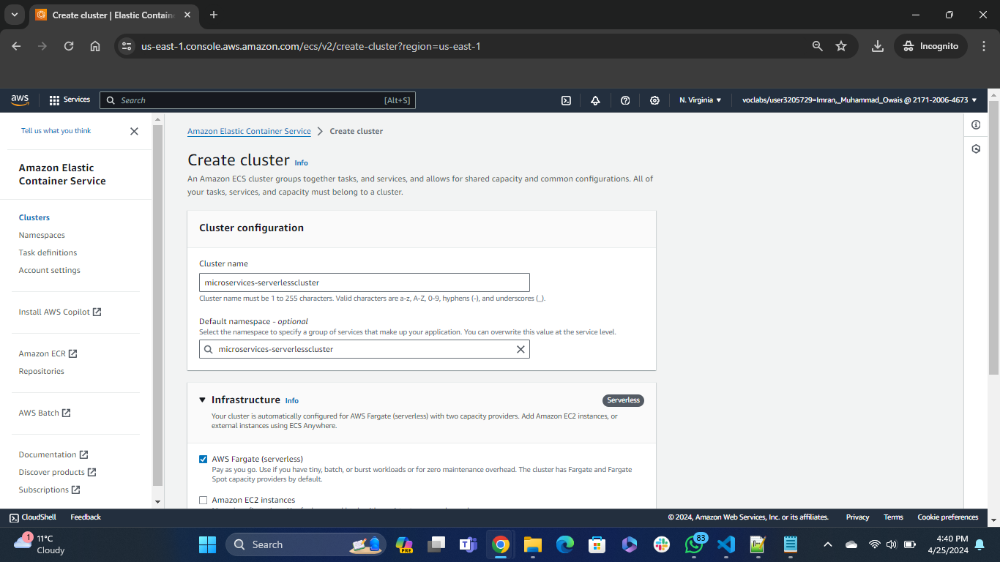 Create cluster | Elastic Contain
us-east-1.console.aws.amazon.com/ecs/v2/create-cluster?region=us-east-1
Incognito
aws
Services
Search
[Alt+S]
N. Virginia
voclabs/user3205729=Imran,_Muhammad_Owais @ 2171-2006-4673
Tell us what you think
Amazon Elastic
Container Service
Clusters
Namespaces
Task definitions
Account settings
Install AWS Copilot
Amazon ECR
Repositories
AWS Batch
Documentation
Discover products
Subscriptions
Amazon Elastic Container Service
Create cluster
Create cluster Info
An Amazon ECS cluster groups together tasks, and services, and allows for shared capacity and common configurations. All of
your tasks, services, and capacity must belong to a cluster.
Cluster configuration
Cluster name
microservices-serverlesscluster
Cluster name must be 1 to 255 characters. Valid characters are a-z, A-Z, 0-9, hyphens (-), and underscores (_).
Default namespace - optional
Select the namespace to specify a group of services that make up your application. You can overwrite this value at the service level.
microservices-serverlesscluster
Infrastructure Info
Serverless
Your cluster is automatically configured for AWS Fargate (serverless) with two capacity providers. Add Amazon EC2 instances, or
external instances using ECS Anywhere.
AWS Fargate (serverless)
Pay as you go. Use if you have tiny, batch, or burst workloads or for zero maintenance overhead. The cluster has Fargate and Fargate
Spot capacity providers by default.
Amazon EC2 instances
CloudShell
Feedback
© 2024, Amazon Web Services, Inc. or its affiliates.
Privacy
Terms
Cookie preferences
1
11°C
Cloudy
Search
PRE
83
4:40 PM
4/25/2024